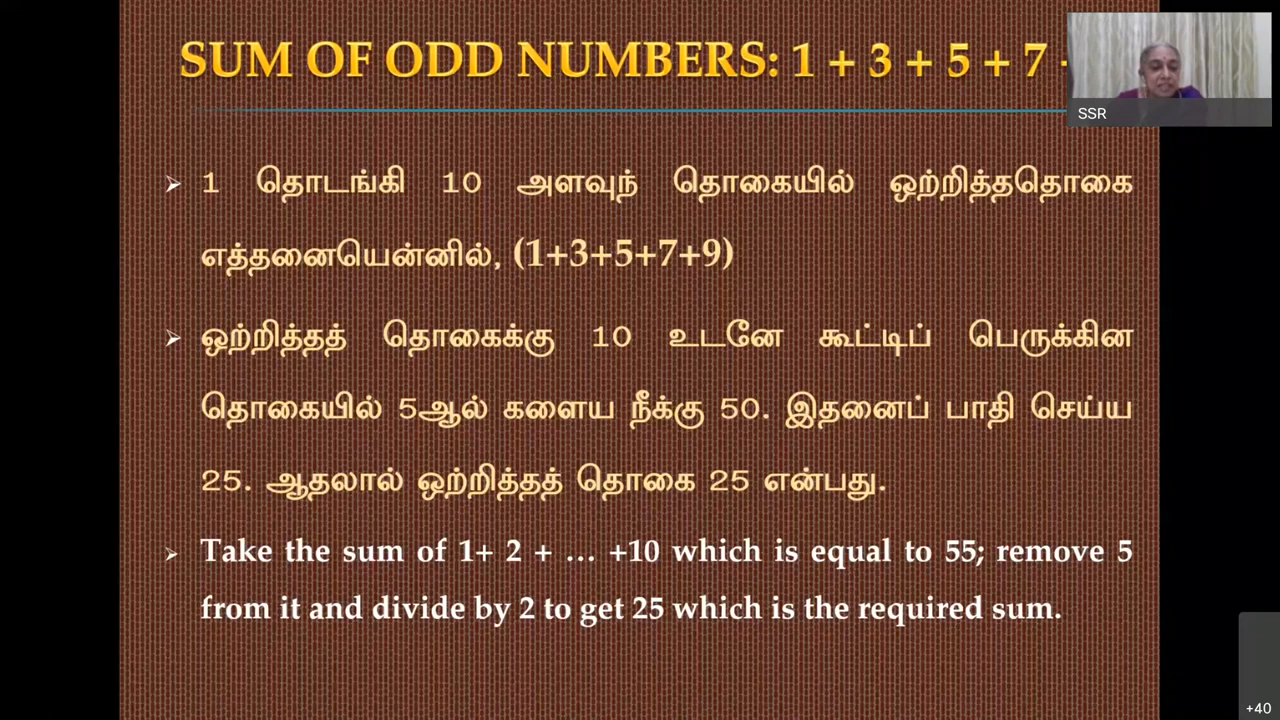 SUM OF ODD NUMBERS: 1 + 3 + 5 + 7
SSR
1 தொடங்கி 10 அளவுந் தொகையில் ஒற்றித்ததொகை
எத்தனையென்னில், (1+3+5+7+9)
ஒற்றித்தத் தொகைக்கு 10 உடனே கூட்டிப் பெருக்கின
தொகையில் 5ஆல் களைய நீக்கு 50. இதனைப் பாதி செய்ய
25. ஆதலால் ஒற்றித்தத் தொகை 25 என்பது.
Take the sum of 1+ 2 + … +10 which is equal to 55; remove 5
from it and divide by 2 to get 25 which is the required sum.
+40